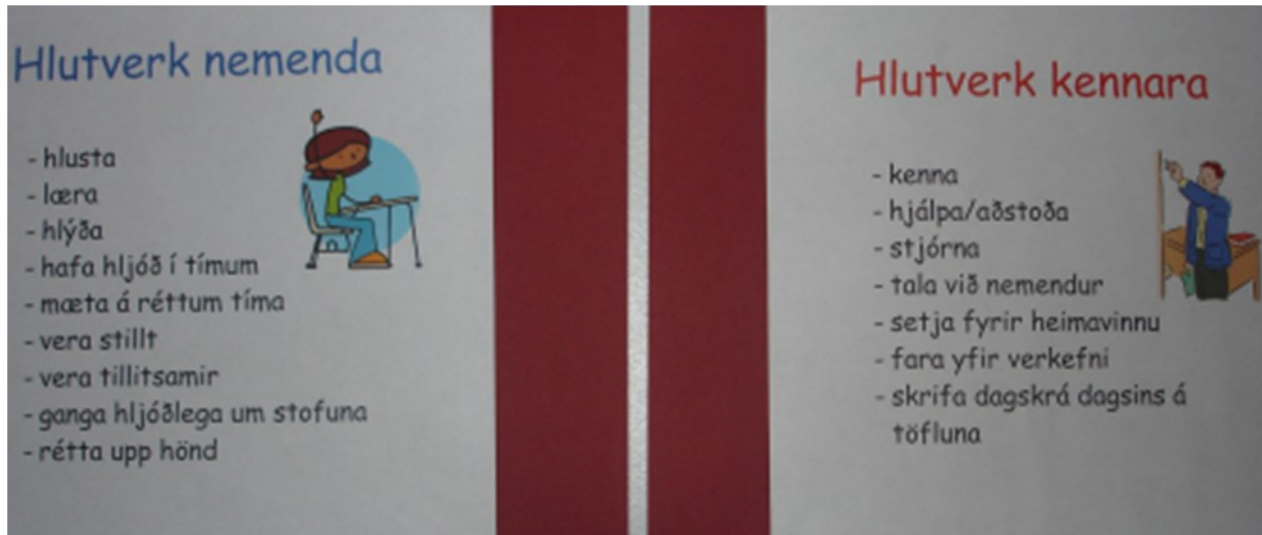 Hlutverk nemenda
- hlusta
- læra
- hlýða
- hafa hljóð í tímum
- mæta á réttum tíma
- vera stillt
- vera tillitsamir
- ganga hljóðlega um stofuna
- rétta upp hönd
Hlutverk kennara
- kenna
- hjálpa/aðstoða
- stjórna
- tala við nemendur
- setja fyrir heimavinnu
- fara yfir verkefni
- skrifa dagskrá dagsins á
töfluna